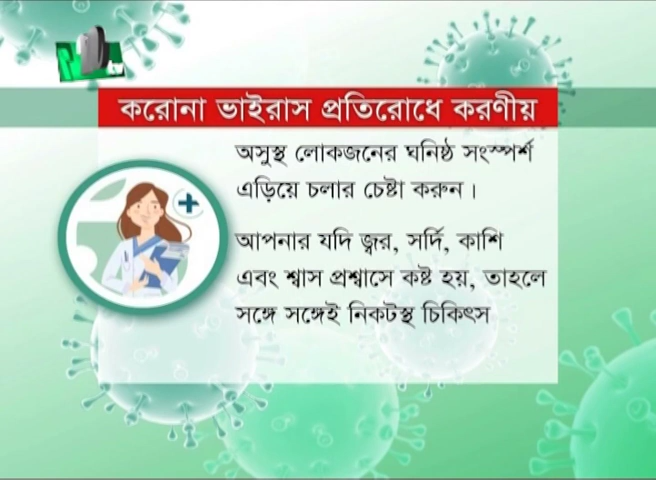 করোনা ভাইরাস প্রতিরোধে করণীয়
অসুস্থ লোকজনের ঘনিষ্ঠ সংস্পর্শ
এড়িয়ে চলার চেষ্টা করুন।
আপনার যদি জ্বর, সর্দি, কাশি
এবং শ্বাস প্রশ্বাসে কষ্ট হয়, তাহলে
সঙ্গে সঙ্গেই নিকটস্থ চিকিৎস